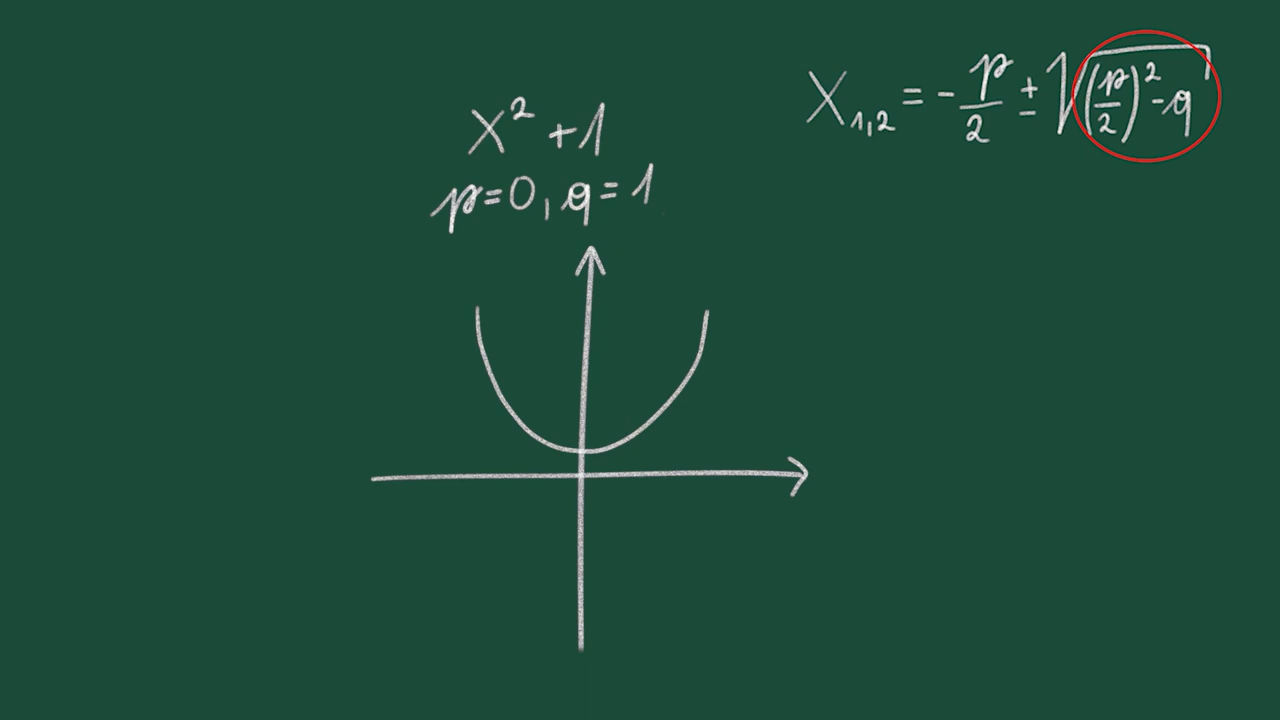 X² + 1
p = 0, q = 1
X₁,₂ = - p/2 ± √((p/2)² - q)